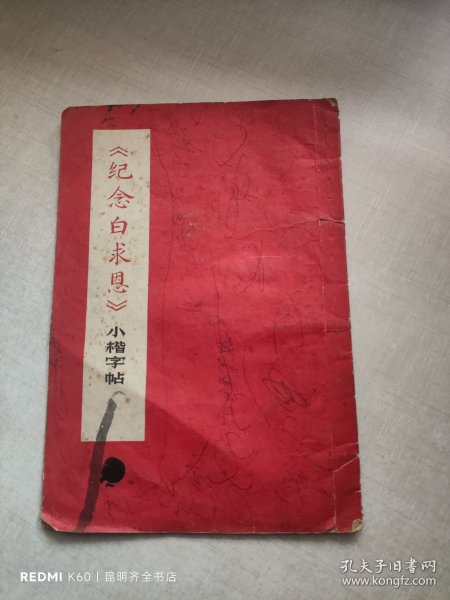 《纪念白求恩》
小楷字帖
REDMI K60 | 昆明齐全书店
孔夫子旧书网
www.kongfz.com